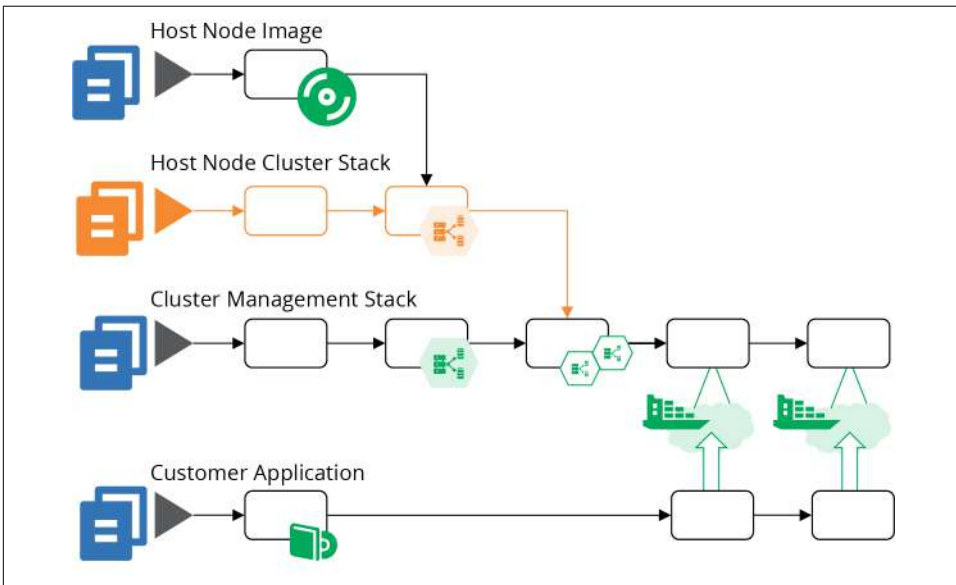 Host Node Image
Host Node Cluster Stack
Cluster Management Stack
Customer Application